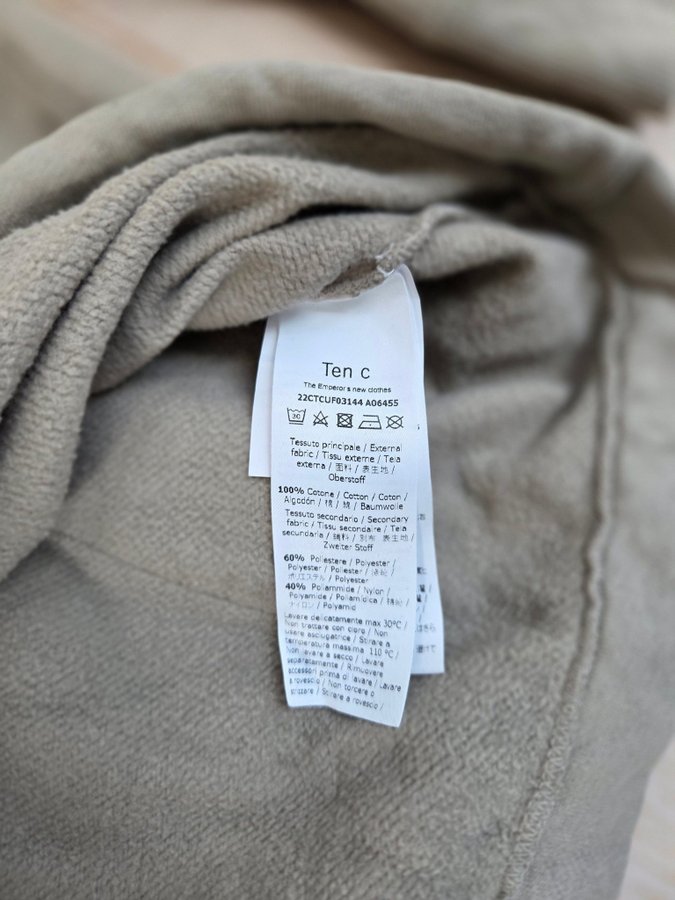 Ten c
The Emperor s new clothes
22CTCUF03144 A06455
30
Tessuto principale / External
fabric / Tissu externe / Tela
externa / 面料 / 表生地 /
Oberstoff
100% Cotone / Cotton / Coton /
Algodón / 棉 / 綿 / Baumwolle
Tessuto secondario / Secondary
fabric / Tissu secondaire / Tela
secundaria / 辅料 / 別布 表生地 /
Zweiter Stoff
60% Poliestere / Polyester /
Polyester / Poliester / 涤纶 /
ポリエステル / Polyester
40% Poliammide / Nylon /
Polyamide / Poliamidica / 锦纶 /
ナイロン / Polyamid
Lavare delicatamente max 30°C /
Non trattare con cloro / Non
usare asciugatrice / Stirare a
temperatura massima 110 °C /
Non lavare a secco / Lavare
separatamente / Rimuovere
accessori prima di lavare / Lavare
a rovescio / Non torcere o
strizzare / Stirare a rovescio /